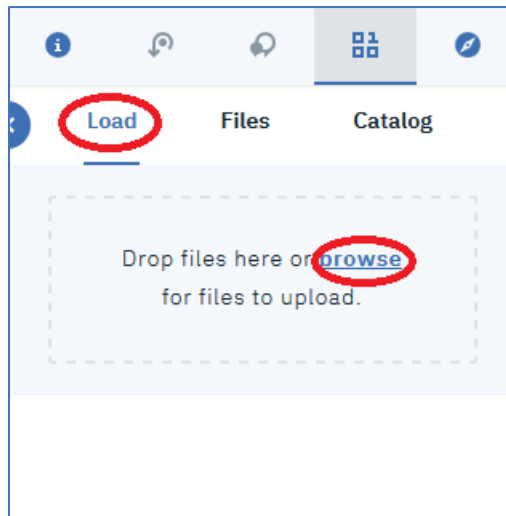 Load Files Catalog
Drop files here or browse
for files to upload.